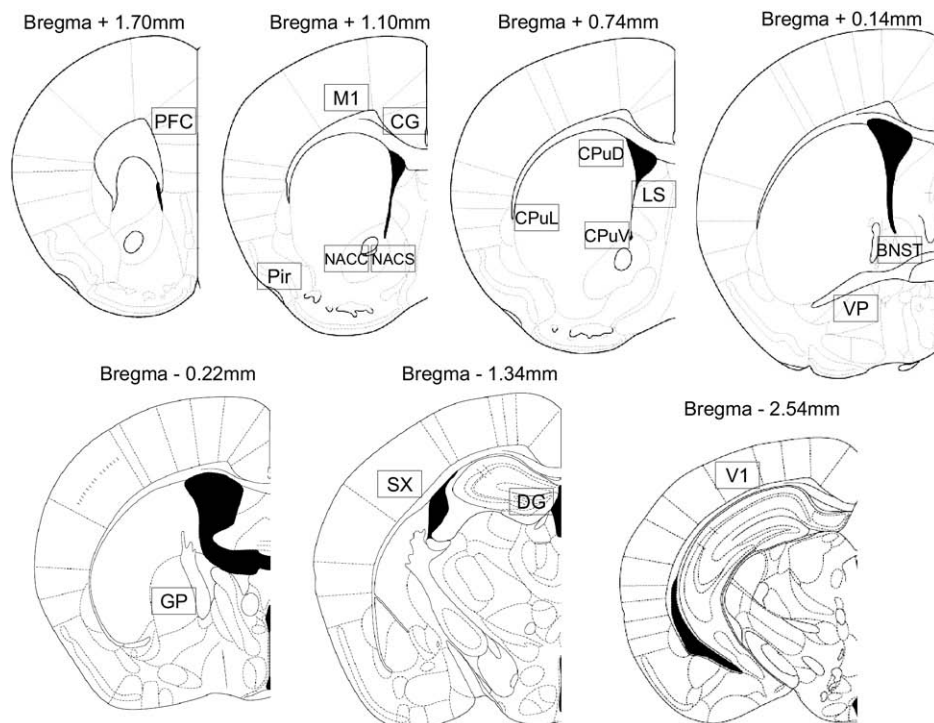 Bregma + 1.70mm
Bregma + 1.10mm
Bregma + 0.74mm
Bregma + 0.14mm
PFC
M1
CG
CPuD
LS
CPuL
CPuV
NACC
NACS
Pir
BNST
VP
Bregma - 0.22mm
Bregma - 1.34mm
Bregma - 2.54mm
SX
DG
V1
GP